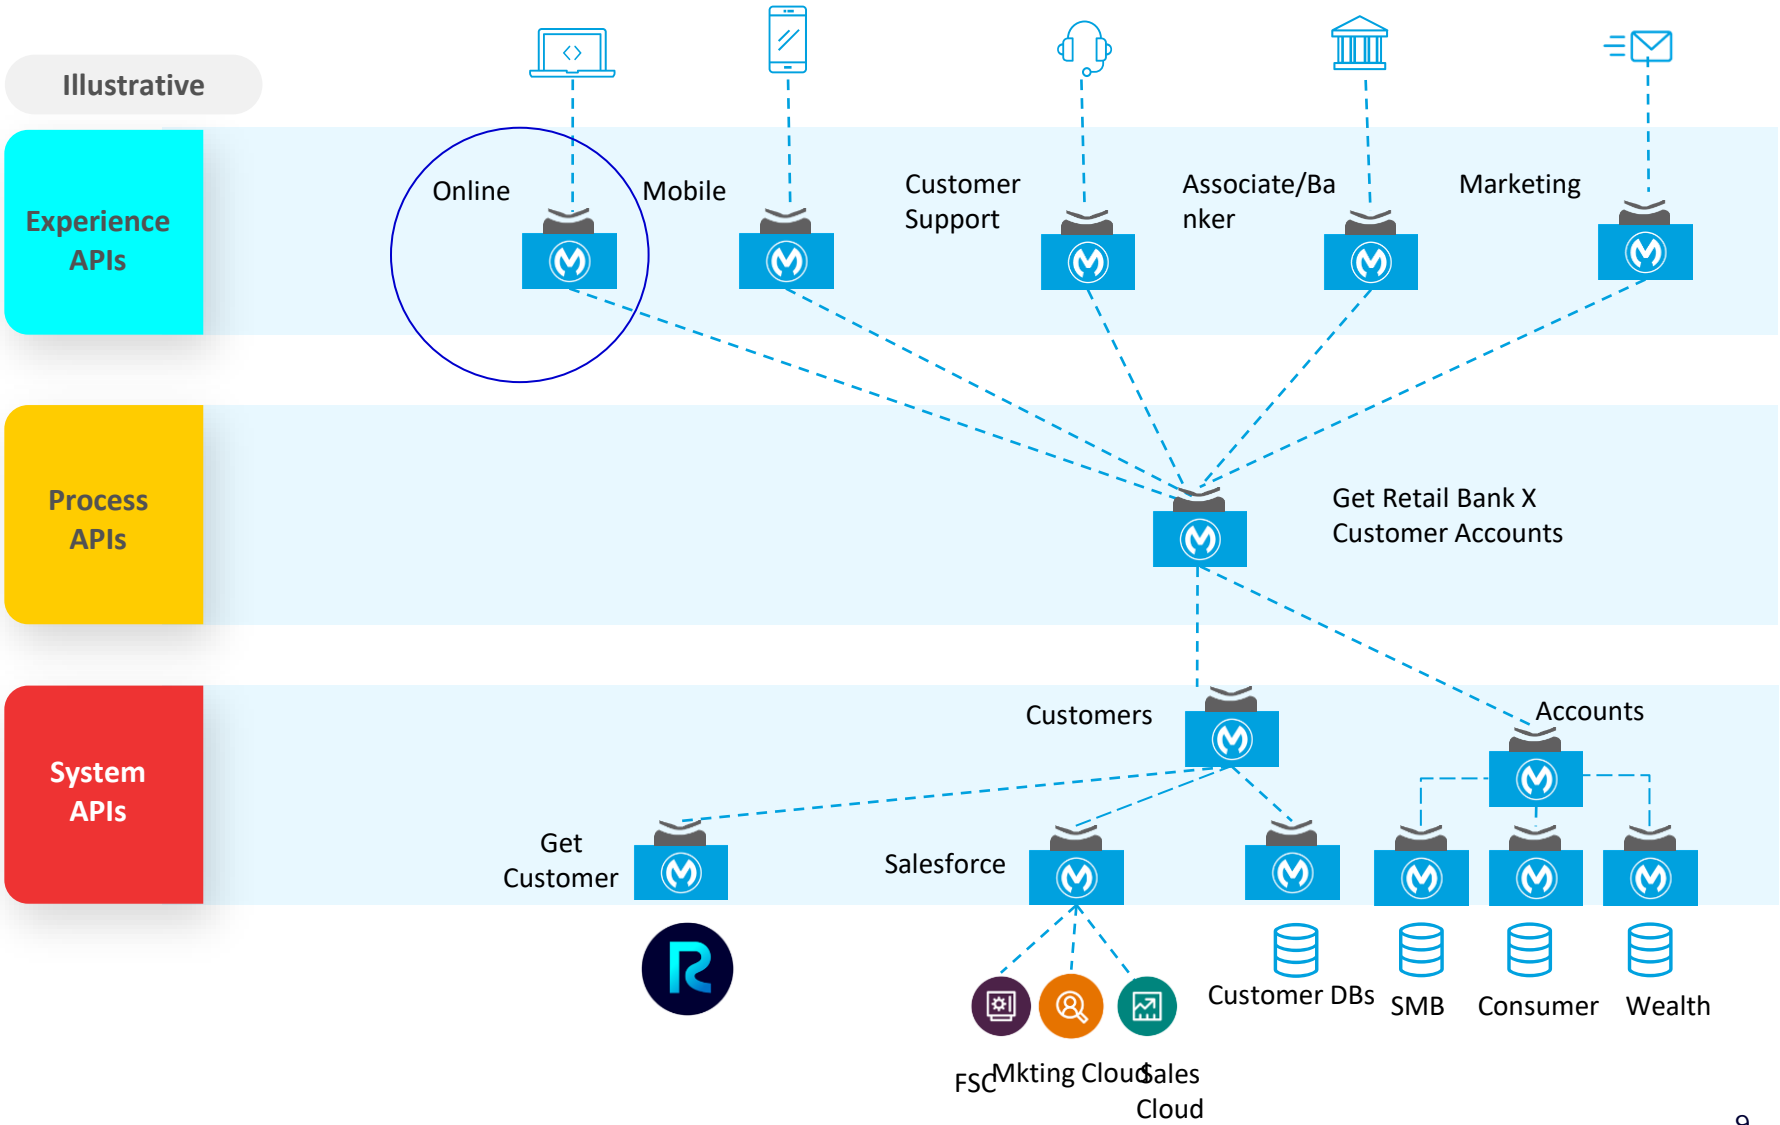 Illustrative
Experience
APIs
Online
Mobile
Customer
Support
Associate/Ba
nker
Marketing
Process
APIs
Get Retail Bank X
Customer Accounts
System
APIs
Customers
Accounts
Get
Customer
Salesforce
Customer DBs
SMB
Consumer
Wealth
FSC
Mkting Cloud
Sales
Cloud
9